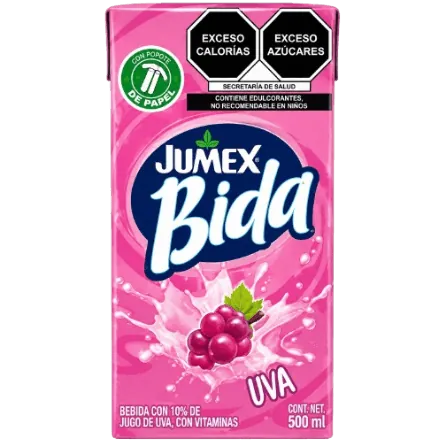 EXCESO CALORÍAS
EXCESO AZÚCARES
SECRETARÍA DE SALUD
CONTIENE EDULCORANTES,
NO RECOMENDABLE EN NIÑOS
CON POPOTE
DE PAPEL
JUMEX®
Bida
UVA
BEBIDA CON 10% DE
JUGO DE UVA, CON VITAMINAS
CONT. NET.
500 ml